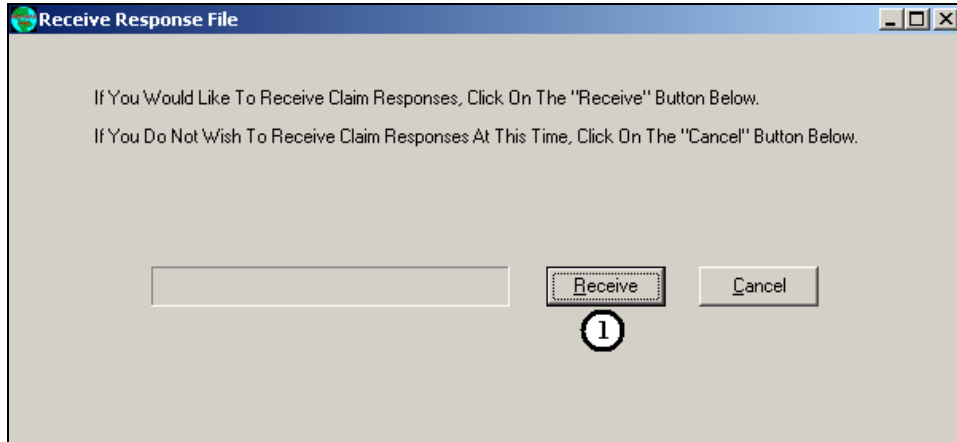 Receive Response File
If You Would Like To Receive Claim Responses, Click On The "Receive" Button Below.
If You Do Not Wish To Receive Claim Responses At This Time, Click On The "Cancel" Button Below.
Receive Cancel
1